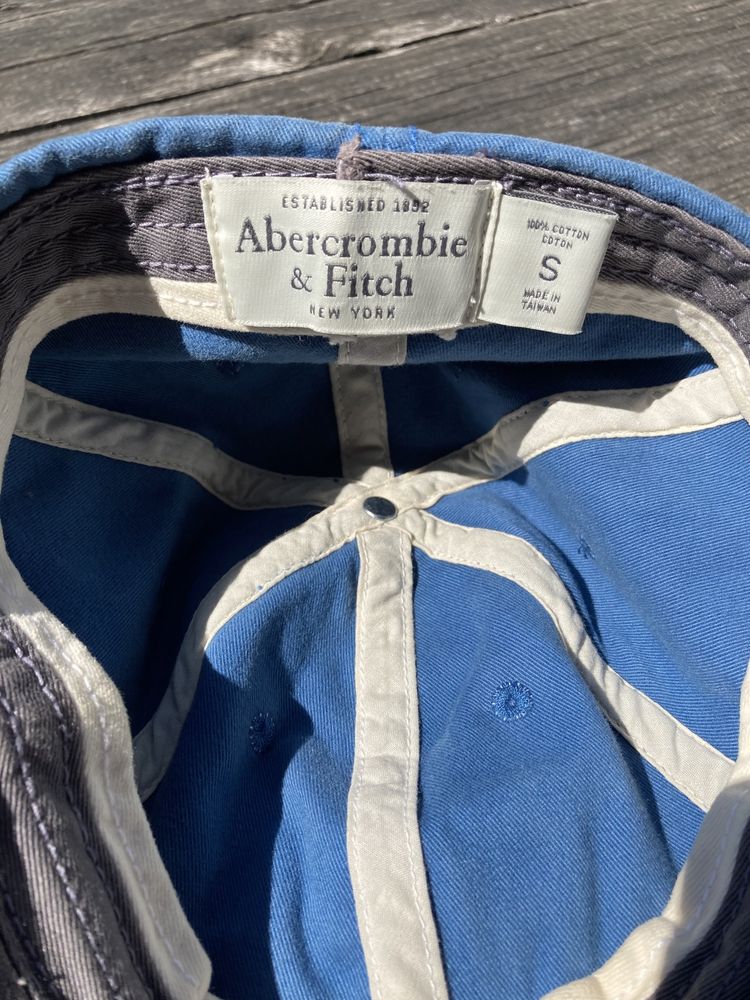 ESTABLISHED 1892
Abercrombie
& Fitch
NEW YORK
100% COTTON
COTON
S
MADE IN
TAIWAN